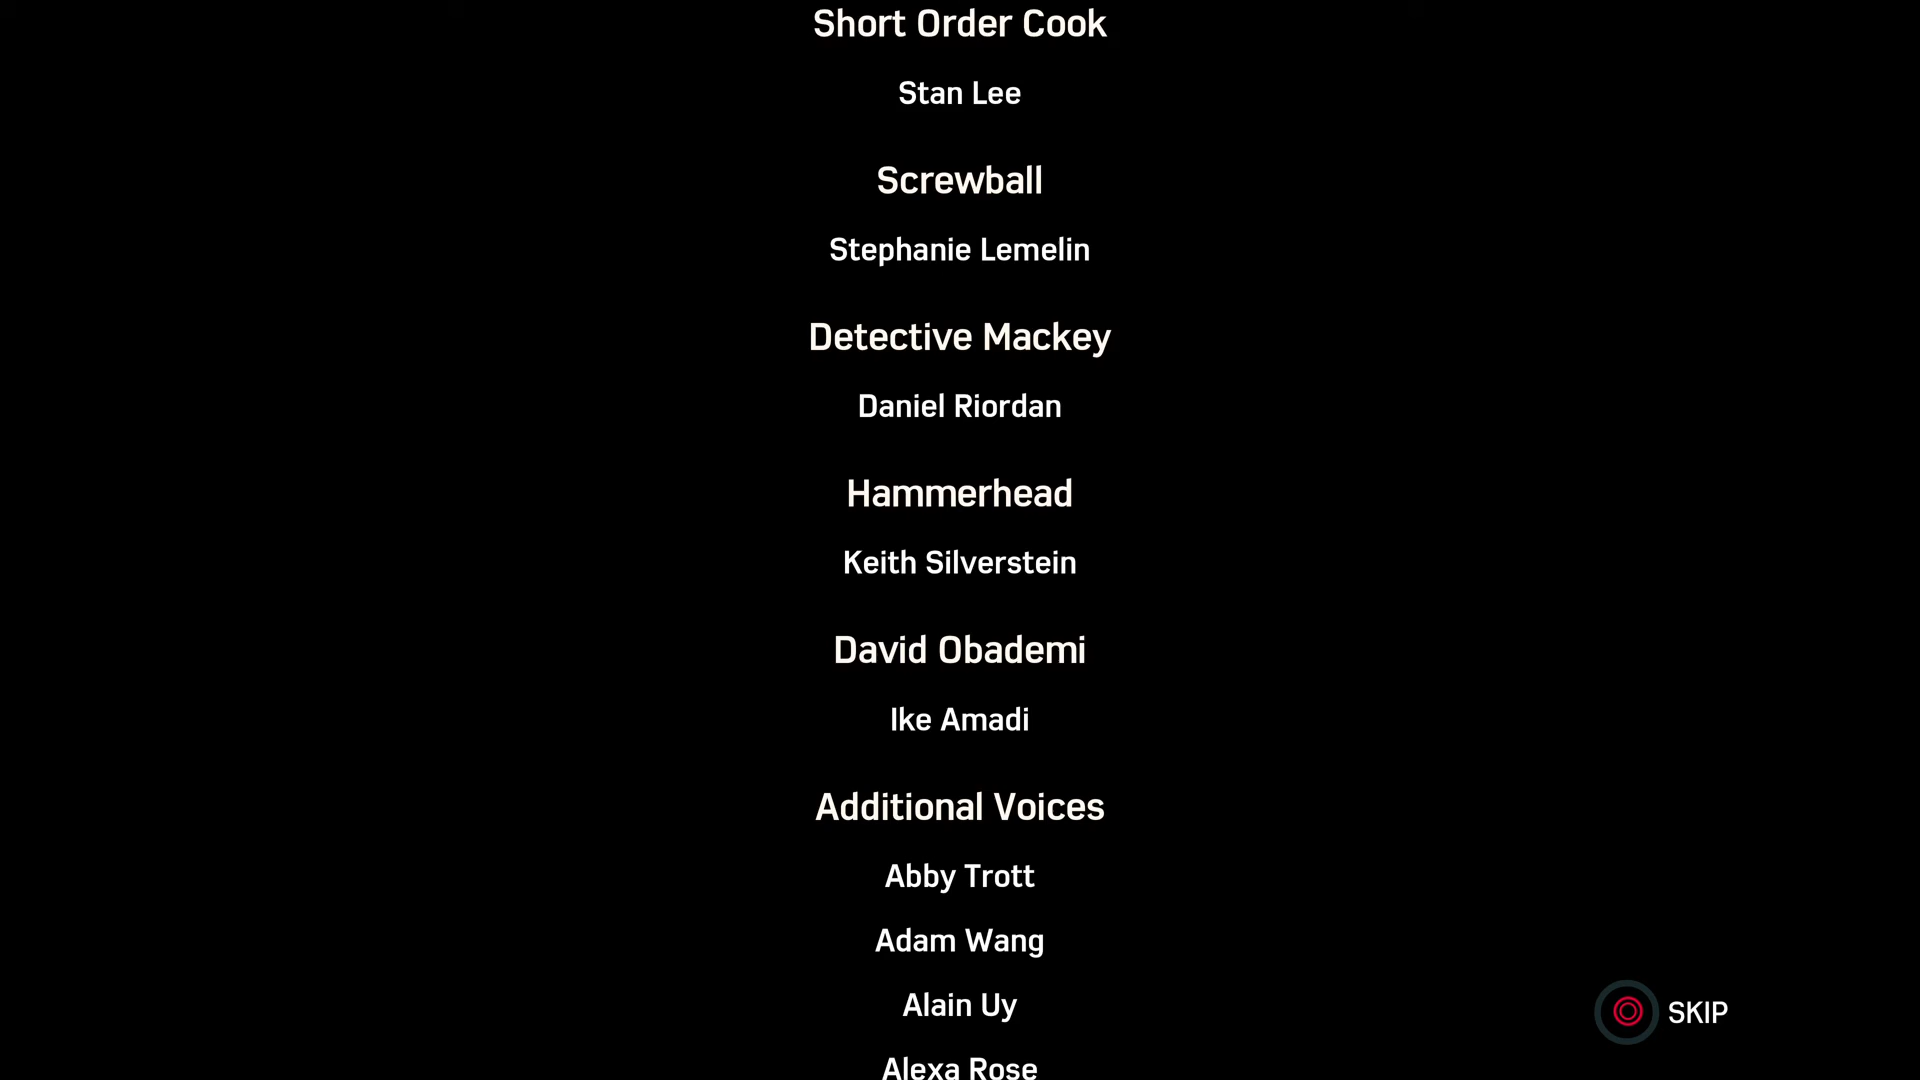 Short Order Cook
Stan Lee
Screwball
Stephanie Lemelin
Detective Mackey
Daniel Riordan
Hammerhead
Keith Silverstein
David Obademi
Ike Amadi
Additional Voices
Abby Trott
Adam Wang
Alain Uy
Alexa Rose
SKIP